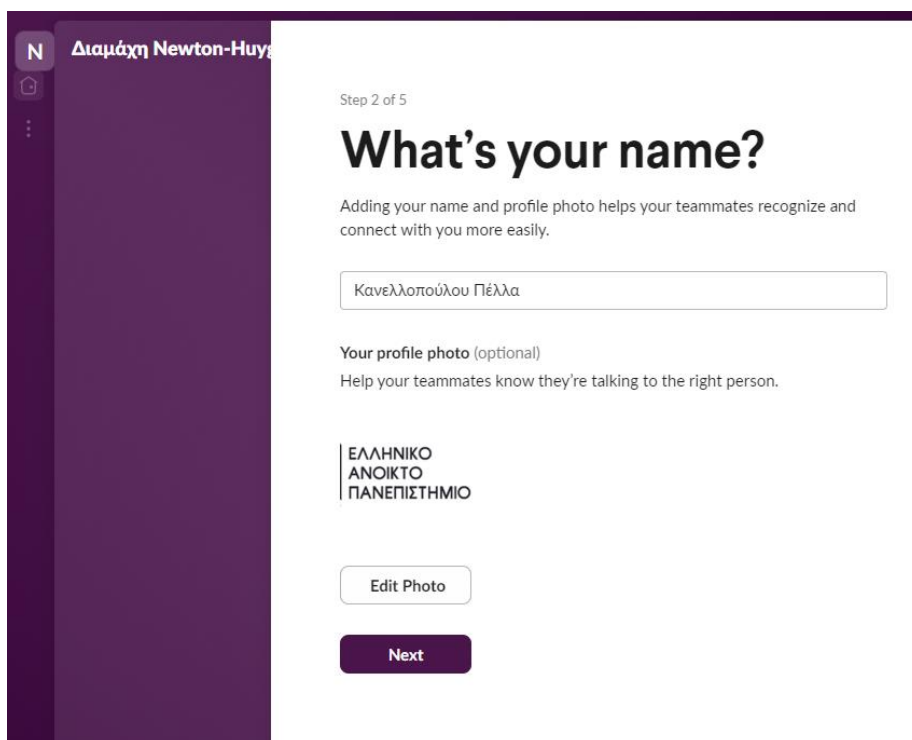 N
Διαμάχη Newton-Huyg
Step 2 of 5
What's your name?
Adding your name and profile photo helps your teammates recognize and
connect with you more easily.
Κανελλοπούλου Πέλλα
Your profile photo (optional)
Help your teammates know they're talking to the right person.
ΕΛΛΗΝΙΚΟ
ΑΝΟΙΚΤΟ
ΠΑΝΕΠΙΣΤΗΜΙΟ
Edit Photo
Next